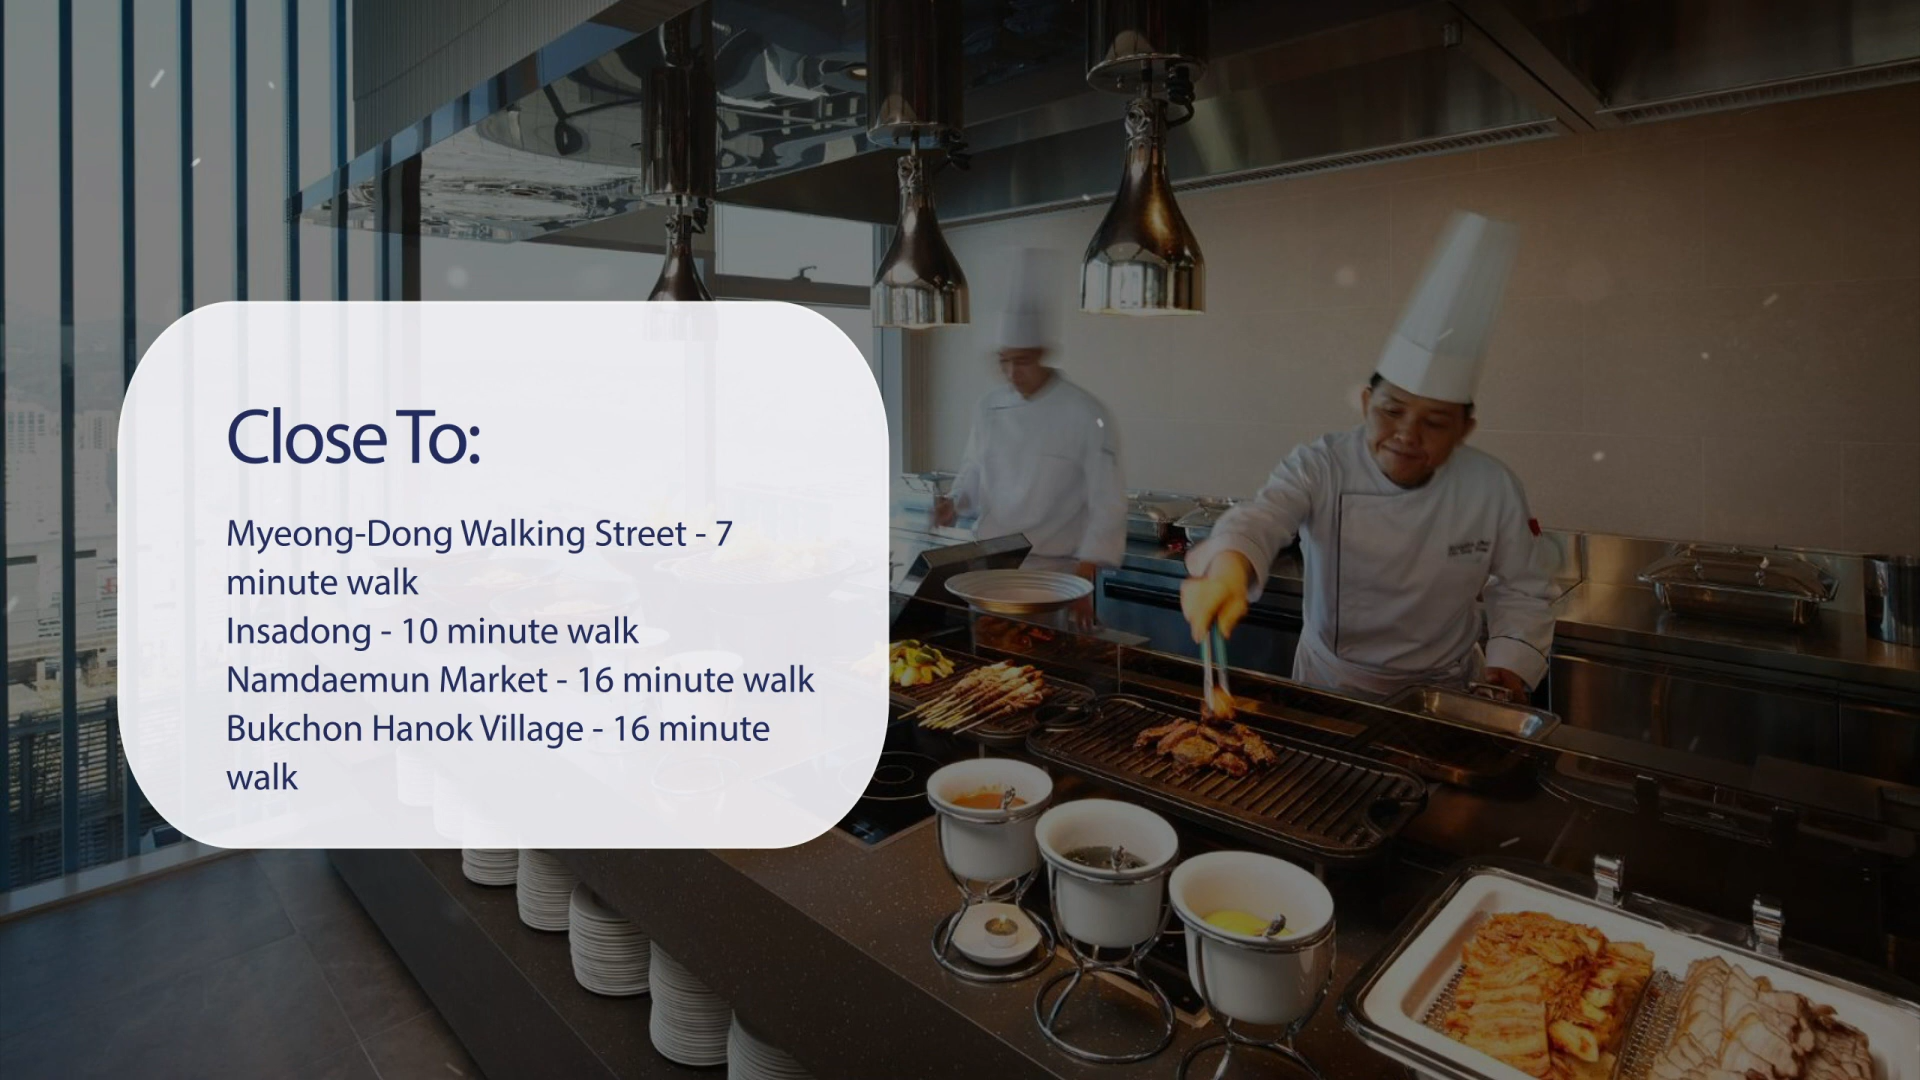 Close To:
Myeong-Dong Walking Street - 7
minute walk
Insadong - 10 minute walk
Namdaemun Market - 16 minute walk
Bukchon Hanok Village - 16 minute
walk